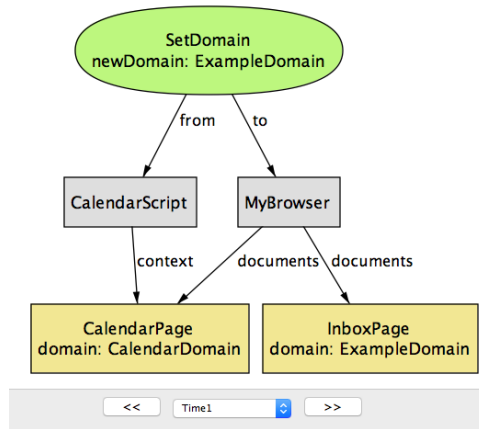 SetDomain
newDomain: ExampleDomain
from
to
CalendarScript
MyBrowser
context
documents
documents
CalendarPage
domain: CalendarDomain
InboxPage
domain: ExampleDomain
<<
Time1
>>